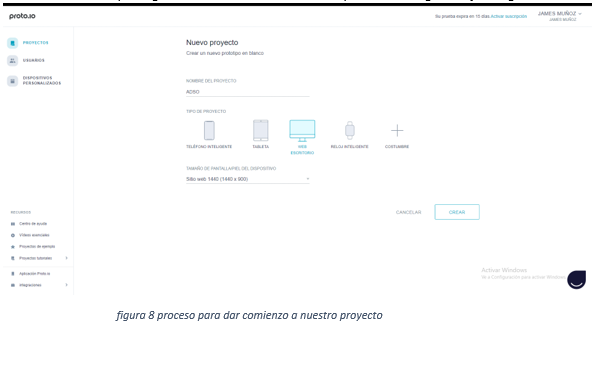 proto.io
Su prueba expira en 15 días Activar suscripción
JAMES MUÑOZ
JAMES MUÑOZ
PROYECTOS
USUARIOS
DISPOSITIVOS
PERSONALIZADOS
Nuevo proyecto
Crear un nuevo prototipo en blanco
NOMBRE DEL PROYECTO
ADSO
TIPO DE PROYECTO
TELÉFONO INTELIGENTE
TABLETA
WEB
ESCRITORIO
RELOJ INTELIGENTE
COSTUMBRE
TAMAÑO DE PANTALLA/PIEL DEL DISPOSITIVO
Sitio web 1440 (1440 x 900)
CANCELAR
CREAR
RECURSOS
Centro de ayuda
Vídeos esenciales
Proyectos de ejemplo
Proyectos tutoriales
Aplicación Proto.io
Integraciones
Activar Windows
Ve a Configuración para activar Windows.
figura 8 proceso para dar comienzo a nuestro proyecto